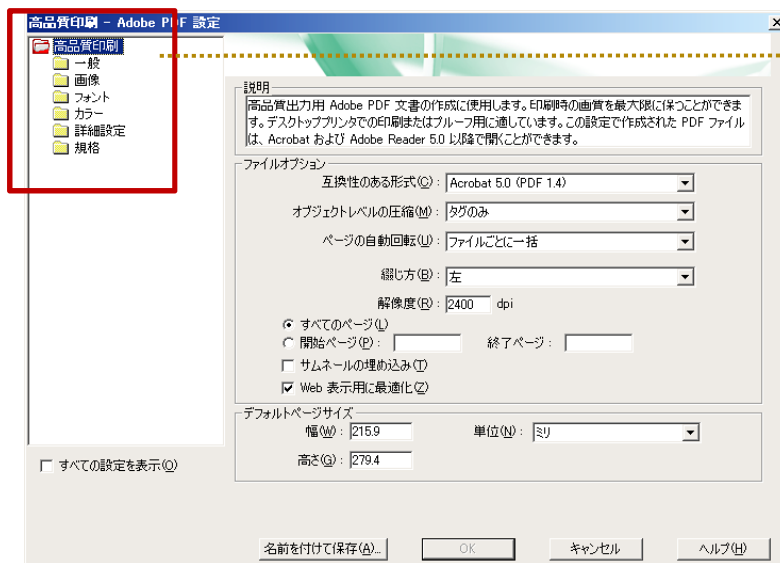 高品質印刷 - Adobe PDF 設定
高品質印刷
一般
画像
フォント
カラー
詳細設定
規格
すべての設定を表示(O)
説明
高品質出力用 Adobe PDF 文書の作成に使用します。印刷時の画質を最大限に保つことができま
す。デスクトッププリンタでの印刷またはプルーフ用に適しています。この設定で作成された PDF ファイル
は、Acrobat および Adobe Reader 5.0 以降で開くことができます。
ファイルオプション
互換性のある形式(C): Acrobat 5.0 (PDF 1.4)
オブジェクトレベルの圧縮(M): タグのみ
ページの自動回転(U): ファイルごとに一括
綴じ方(B): 左
解像度(R): 2400 dpi
すべてのページ(L)
開始ページ(P): 終了ページ:
サムネールの埋め込み(T)
Web 表示用に最適化(Z)
デフォルトページサイズ
幅(W): 215.9 単位(N): ミリ
高さ(G): 279.4
名前を付けて保存(A)... OK キャンセル ヘルプ(H)